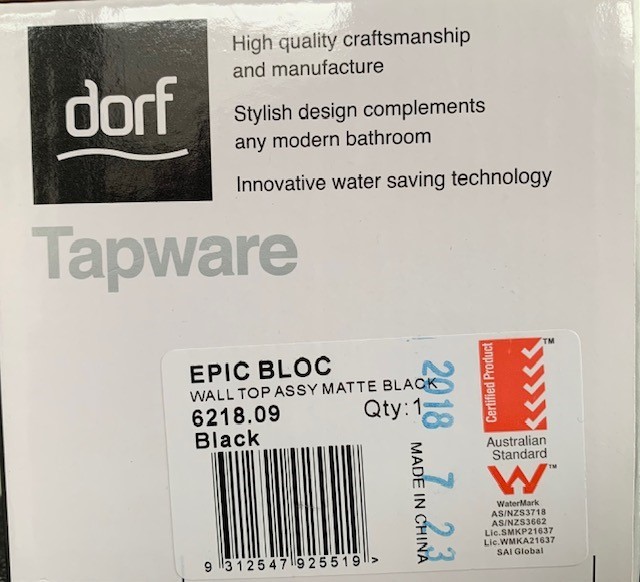 dorf
High quality craftsmanship
and manufacture
Stylish design complements
any modern bathroom
Innovative water saving technology
Tapware
EPIC BLOC
WALL TOP ASSY MATTE BLACK
6218.09 Qty:1
Black
9 312547 925519 >
2018 7 23
MADE IN CHINA
Certified Product
TM
Australian
Standard
TM
WaterMark
AS/NZS3718
AS/NZS3662
Lic.SMKP21637
Lic.WMKA21637
SAI Global